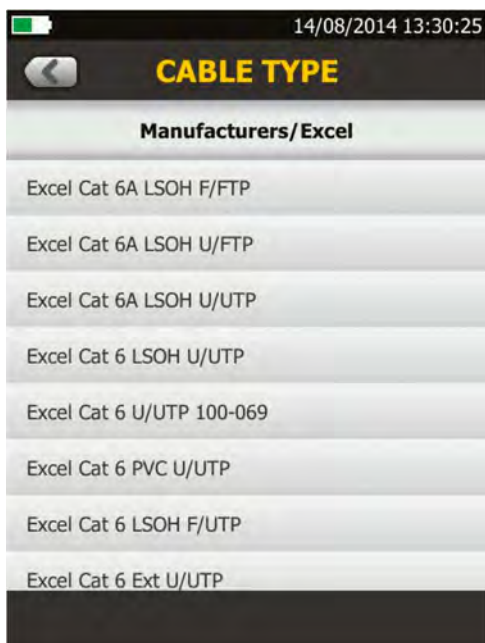 14/08/2014 13:30:25
CABLE TYPE
Manufacturers/Excel
Excel Cat 6A LSOH F/FTP
Excel Cat 6A LSOH U/FTP
Excel Cat 6A LSOH U/UTP
Excel Cat 6 LSOH U/UTP
Excel Cat 6 U/UTP 100-069
Excel Cat 6 PVC U/UTP
Excel Cat 6 LSOH F/UTP
Excel Cat 6 Ext U/UTP